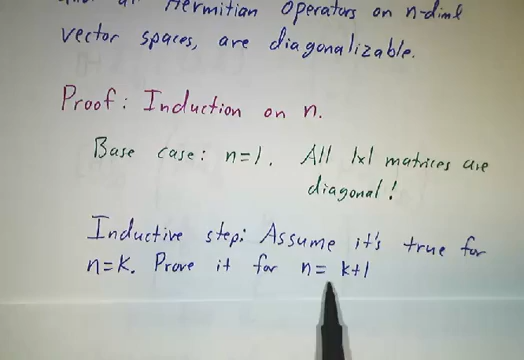 Hermitian Operators on n-diml
vector spaces, are diagonalizable.
Proof: Induction on n.
Base case: n=1. All 1x1 matrices are
diagonal!
Inductive step: Assume it's true for
n=K. Prove it for n= k+1